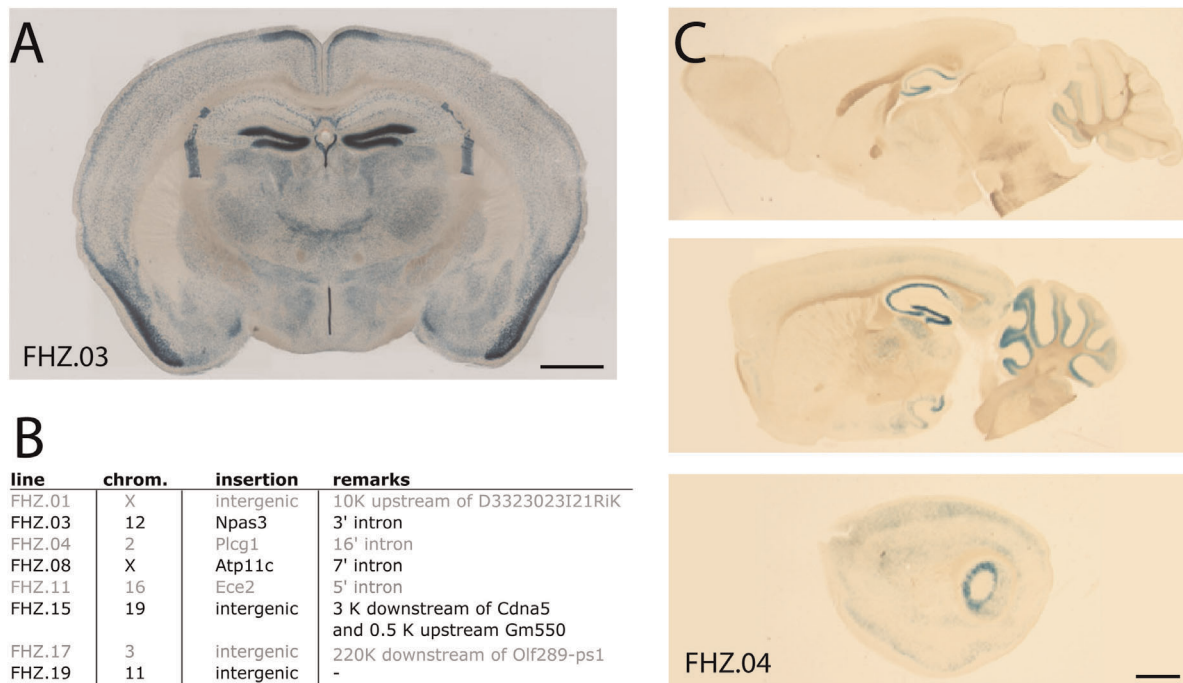 A
FHZ.03
B
line chrom. insertion remarks
FHZ.01 X intergenic 10K upstream of D3323023I21RiK
FHZ.03 12 Npas3 3' intron
FHZ.04 2 Plcg1 16' intron
FHZ.08 X Atp11c 7' intron
FHZ.11 16 Ece2 5' intron
FHZ.15 19 intergenic 3 K downstream of Cdna5
and 0.5 K upstream Gm550
FHZ.17 3 intergenic 220K downstream of Olf289-ps1
FHZ.19 11 intergenic -
C
FHZ.04